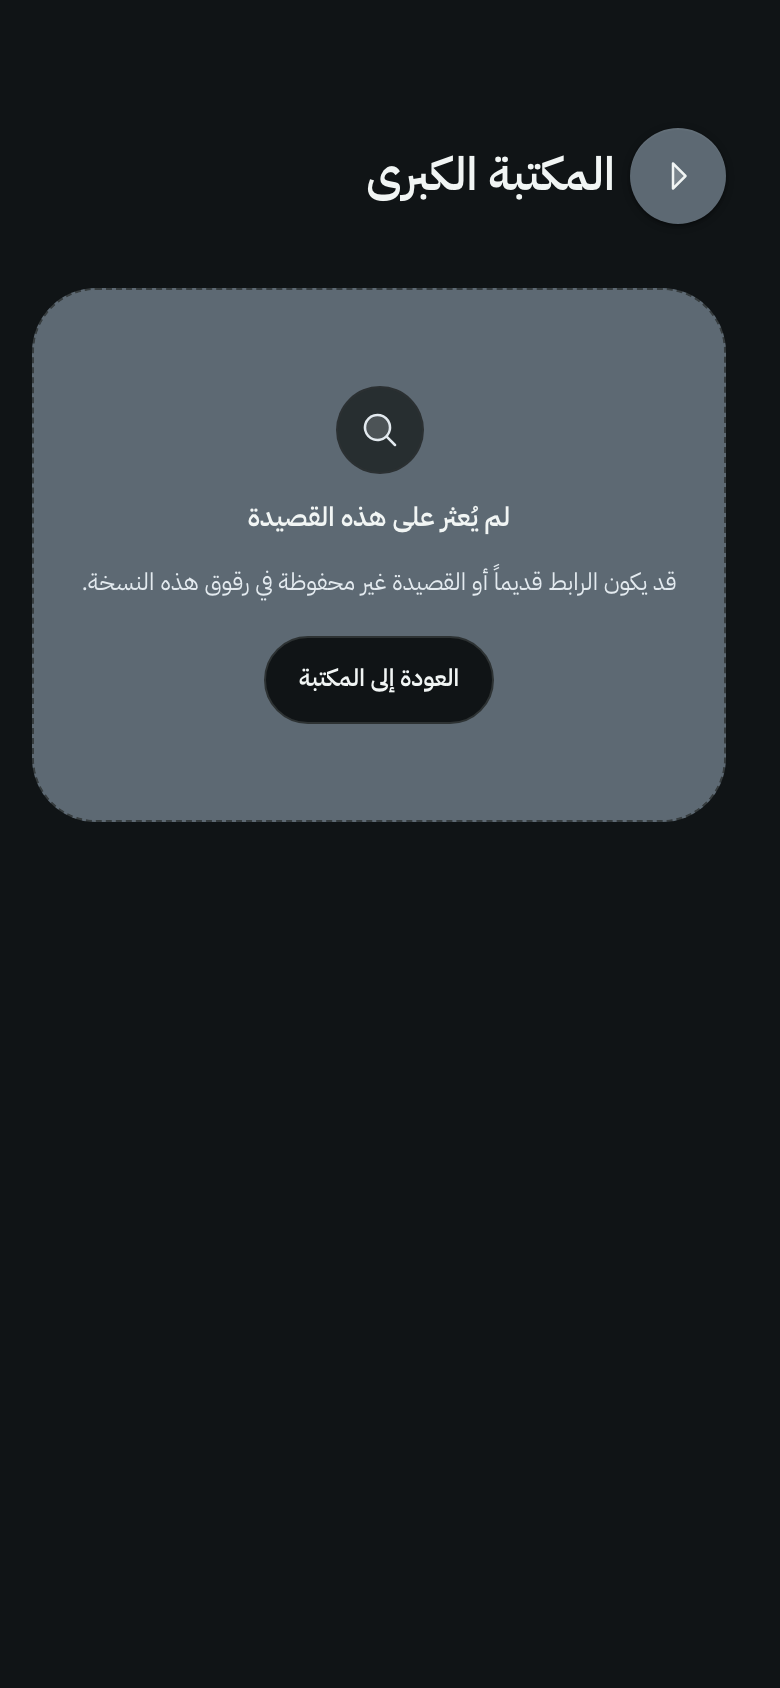 المكتبة الكبرى
لم يُعثر على هذه القصيدة
قد يكون الرابط قديماً أو القصيدة غير محفوظة في رقوق هذه النسخة.
العودة إلى المكتبة